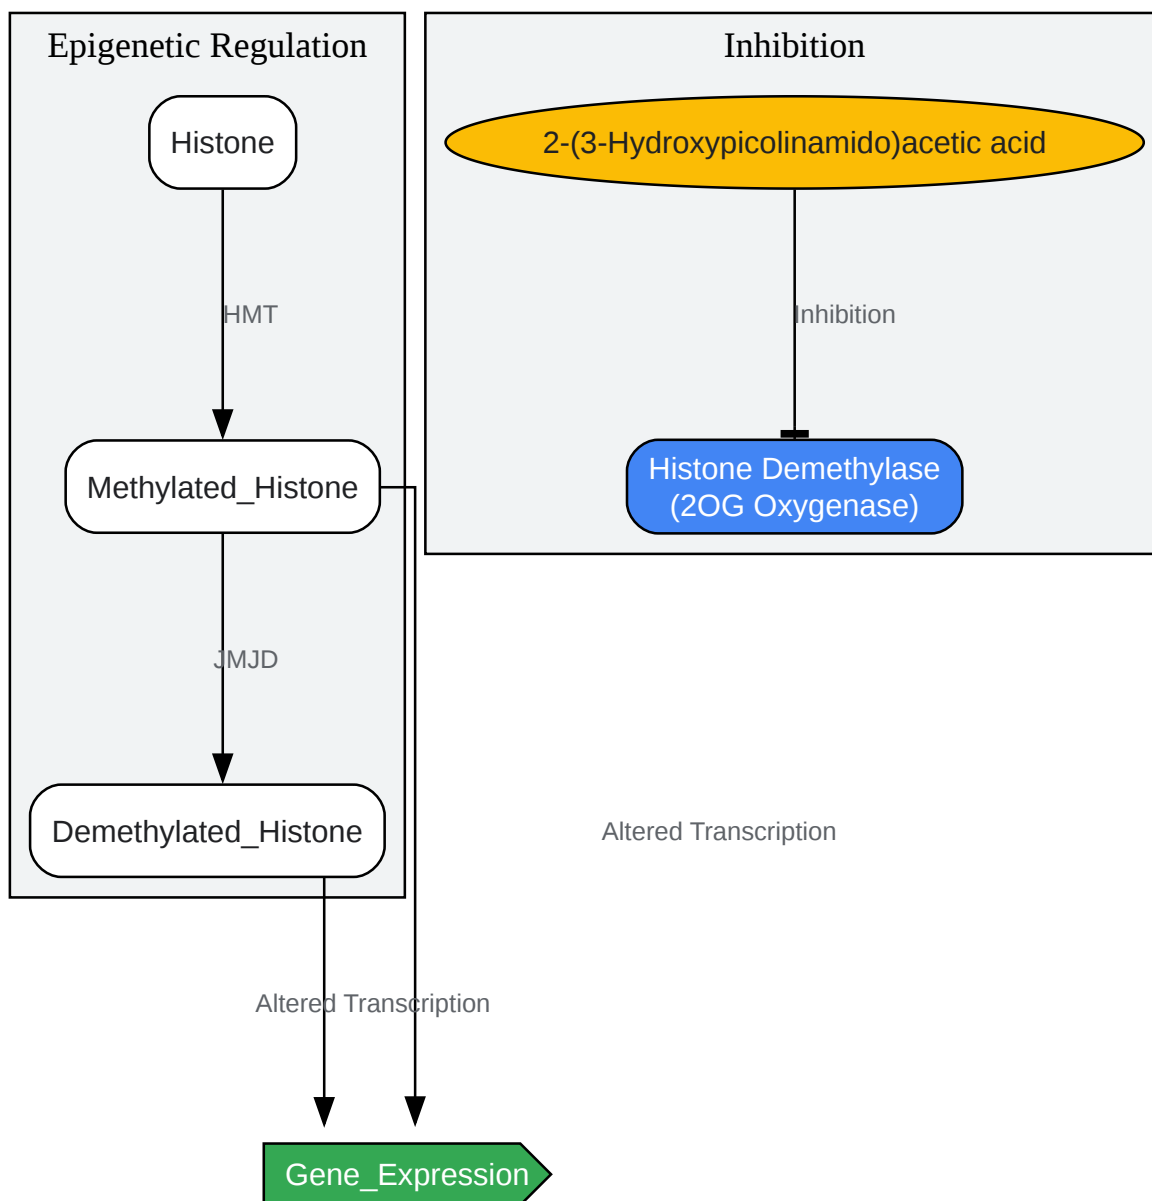 Epigenetic Regulation
Histone
HMT
Methylated_Histone
JMJD
Demethylated_Histone
Inhibition
2-(3-Hydroxypicolinamido)acetic acid
Inhibition
Histone Demethylase
(2OG Oxygenase)
Altered Transcription
Altered Transcription
Gene_Expression